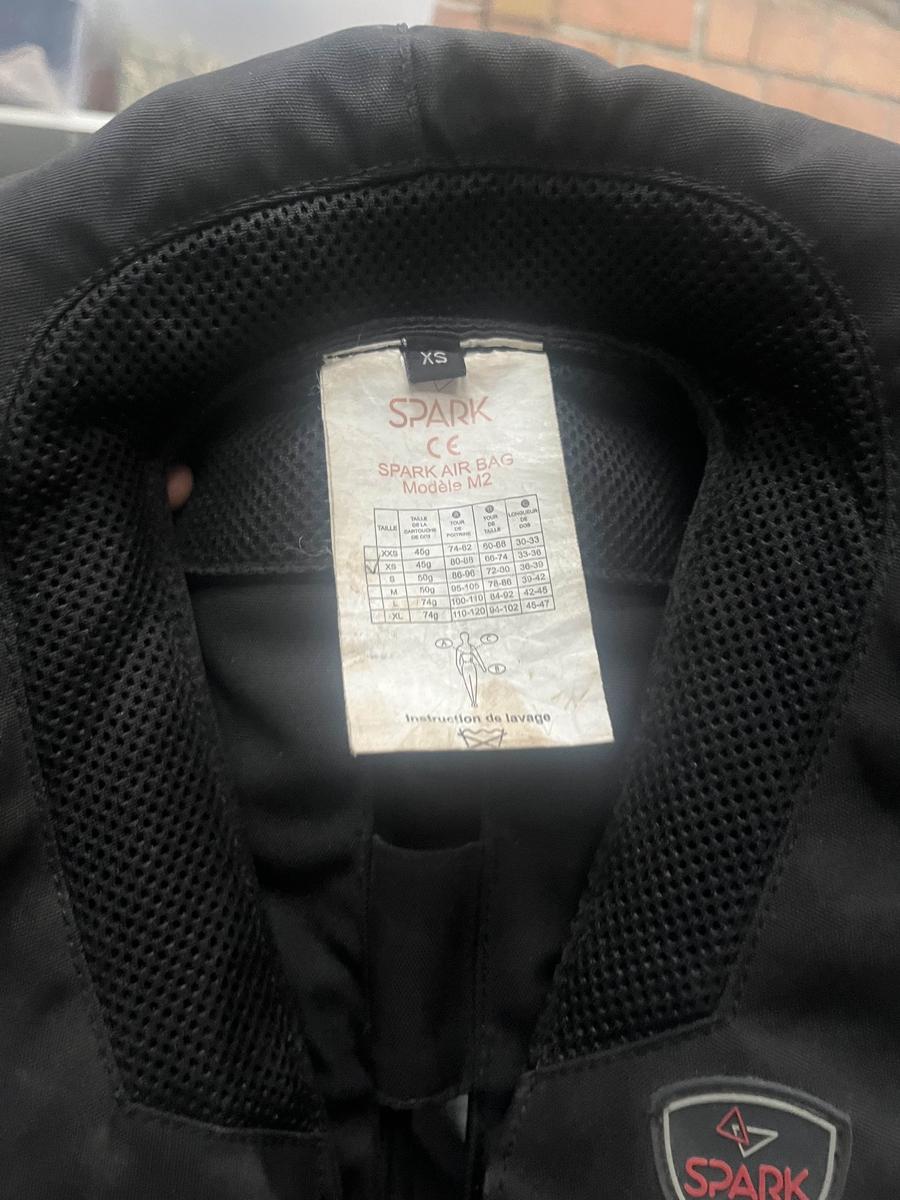 XS
SPARK
CE
SPARK AIR BAG
Modèle M2
TAILLE TAILLE DE LA CARTOUCHE DE CO2 A TOUR DE POITRINE B TOUR DE TAILLE C LONGUEUR DE DOS
XXS 45g 74-82 60-68 30-33
XS 45g 80-88 66-74 33-36
S 50g 86-96 72-80 36-39
M 50g 95-105 78-86 39-42
L 74g 100-110 84-92 42-45
XL 74g 110-120 94-102 45-47
A C
B
Instruction de lavage
SPARK